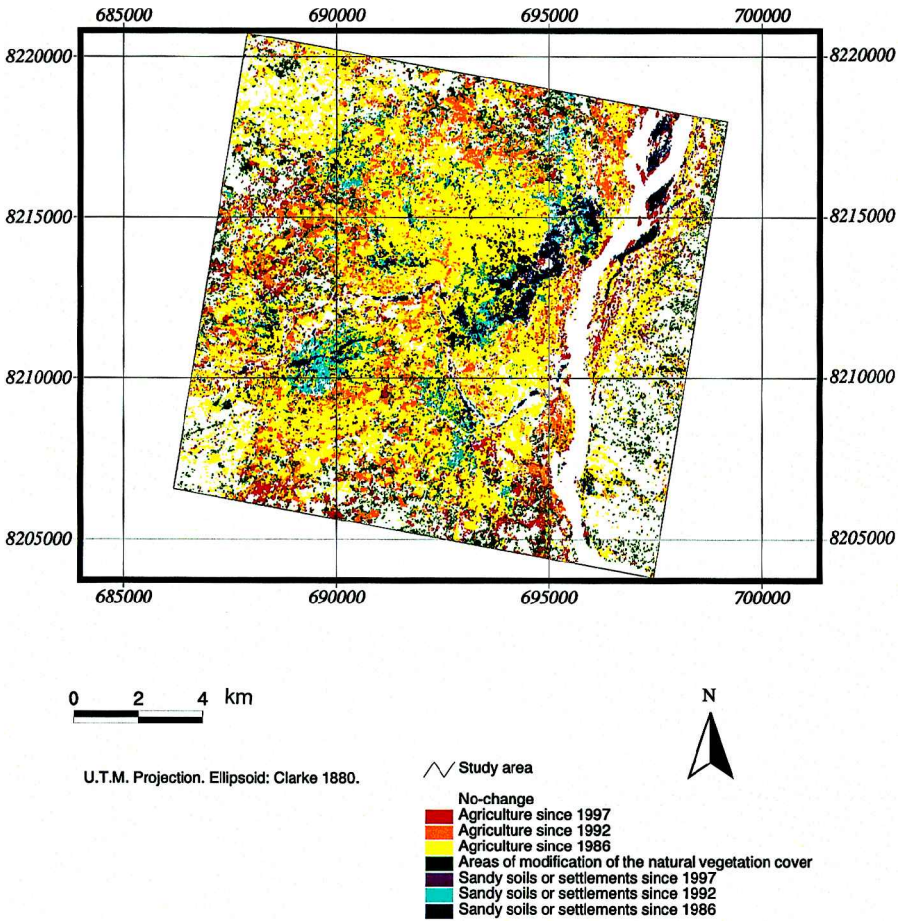 685000 690000 695000 700000
8220000 8220000
8215000 8215000
8210000 8210000
8205000 8205000
685000 690000 695000 700000
0 2 4 km
N
U.T.M. Projection. Ellipsoid: Clarke 1880.
Study area
No-change
Agriculture since 1997
Agriculture since 1992
Agriculture since 1986
Areas of modification of the natural vegetation cover
Sandy soils or settlements since 1997
Sandy soils or settlements since 1992
Sandy soils or settlements since 1986